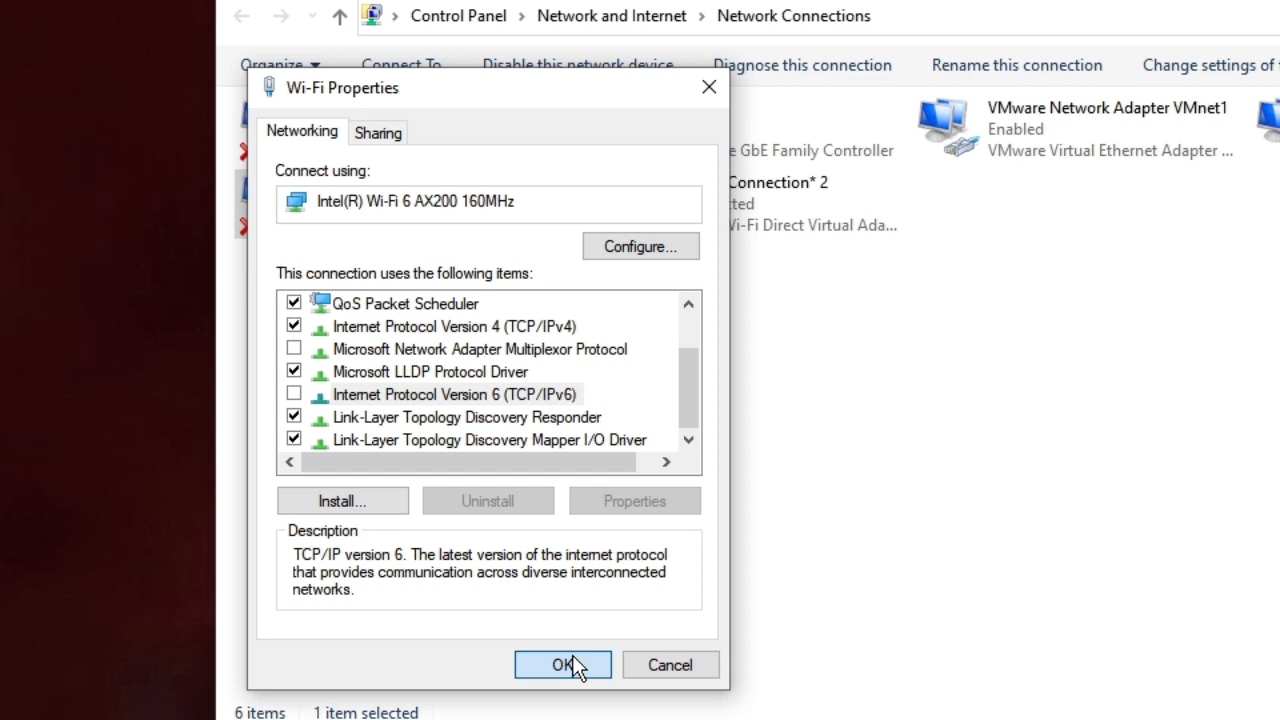 Control Panel > Network and Internet > Network Connections
Organize Connect To Disable this network device Diagnose this connection Rename this connection Change settings of
Wi-Fi Properties
Networking Sharing
Connect using:
Intel(R) Wi-Fi 6 AX200 160MHz
Configure...
This connection uses the following items:
QoS Packet Scheduler
Internet Protocol Version 4 (TCP/IPv4)
Microsoft Network Adapter Multiplexor Protocol
Microsoft LLDP Protocol Driver
Internet Protocol Version 6 (TCP/IPv6)
Link-Layer Topology Discovery Responder
Link-Layer Topology Discovery Mapper I/O Driver
Install... Uninstall Properties
Description
TCP/IP version 6. The latest version of the internet protocol
that provides communication across diverse interconnected
networks.
OK Cancel
e GbE Family Controller
Connection* 2
cted
Wi-Fi Direct Virtual Ada...
VMware Network Adapter VMnet1
Enabled
VMware Virtual Ethernet Adapter ...
6 items 1 item selected